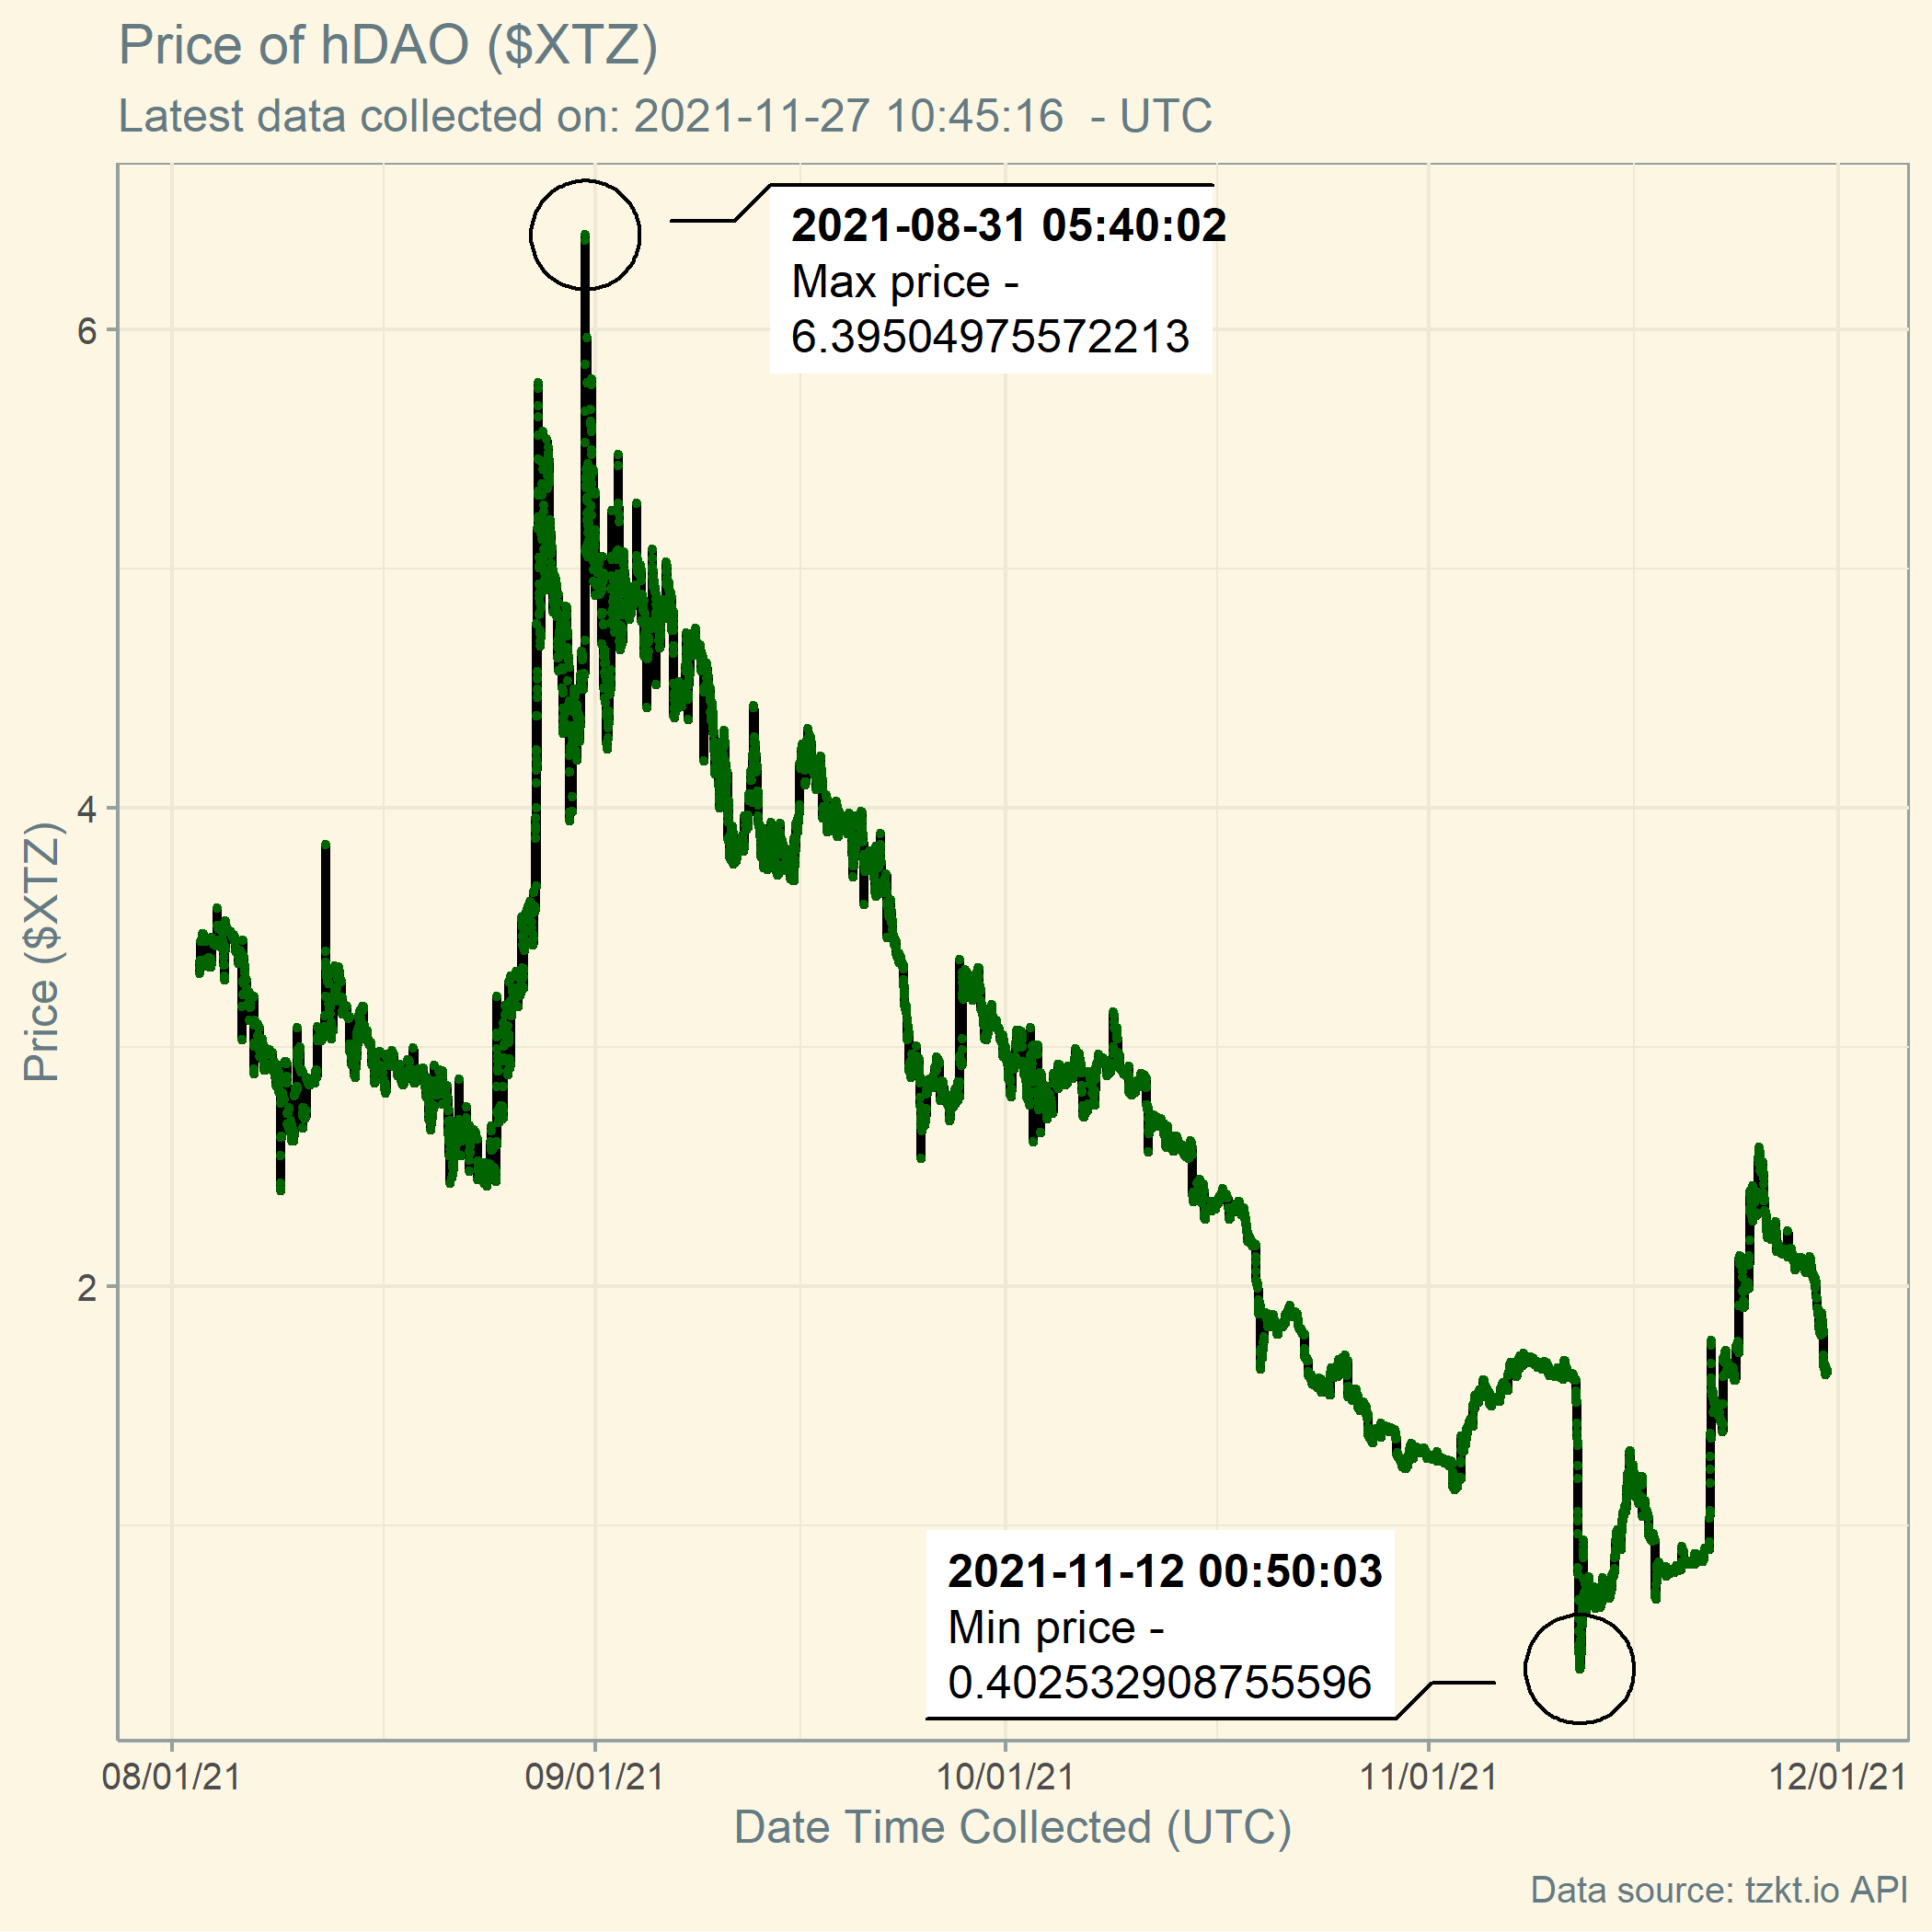 Price of hDAO ($XTZ)
Latest data collected on: 2021-11-27 10:45:16 - UTC
2021-08-31 05:40:02
Max price -
6.39504975572213
6
4
2
Price ($XTZ)
2021-11-12 00:50:03
Min price -
0.402532908755596
08/01/21
09/01/21
10/01/21
11/01/21
12/01/21
Date Time Collected (UTC)
Data source: tzkt.io API